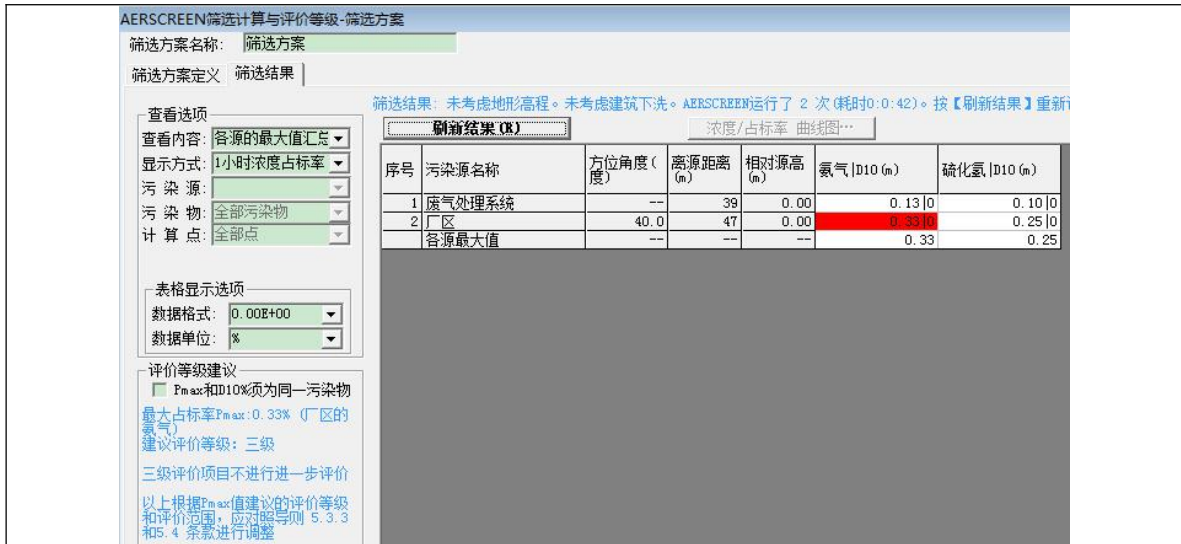 AERSCREEN筛选计算与评价等级-筛选方案
筛选方案名称: 筛选方案
筛选方案定义 筛选结果
筛选结果: 未考虑地形高程。未考虑建筑下洗。AERSCREEN运行了 2 次(耗时0:0:42)。按【刷新结果】重新
查看选项
查看内容: 各源的最大值汇总
显示方式: 1小时浓度占标率
污 染 源:
污 染 物: 全部污染物
计 算 点: 全部点
刷新结果(R) 浓度/占标率 曲线图…
序号 污染源名称 方位角度(度) 离源距离(m) 相对源高(m) 氨气|D10(m) 硫化氢|D10(m)
1 废气处理系统 -- 39 0.00 0.13|0 0.10|0
2 厂区 40.0 47 0.00 0.33|0 0.25|0
各源最大值 -- -- -- 0.33 0.25
表格显示选项
数据格式: 0.00E+00
数据单位: %
评价等级建议
Pmax和D10%须为同一污染物
最大占标率Pmax:0.33% (厂区的
氨气)
建议评价等级: 三级
三级评价项目不进行进一步评价
以上根据Pmax值建议的评价等级
和评价范围,应对照导则 5.3.3
和5.4 条款进行调整